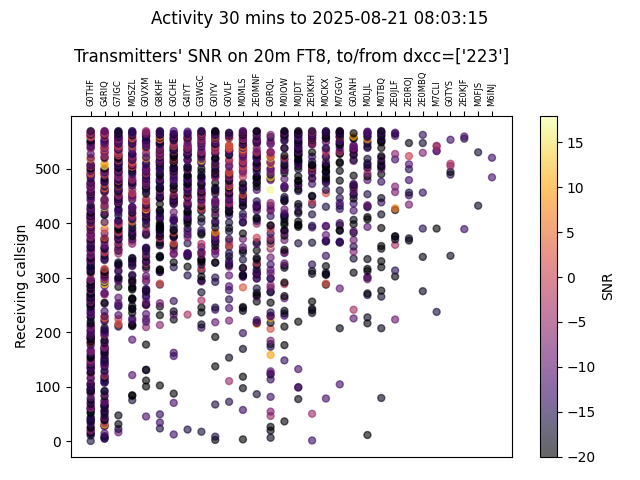 Activity 30 mins to 2025-08-21 08:03:15
Transmitters' SNR on 20m FT8, to/from dxcc=['223']
G0THF G4RIQ G7IGC M0SZL G0VXM G8KHF G0CHE G4IYT G3WGC G0IYV G0VLF M0MLS 2E0MNF G0RQL M0IOW M0JDT 2E0KKH M0CKX M7GGV G0ANH M0LJL M0TBQ 2E0JLF 2E0ROJ 2E0MBQ M7CLI G0TYS 2E0KJF M0FJS M6INJ
500
400
300
200
100
0
Receiving callsign
15
10
5
0
−5
−10
−15
−20
SNR